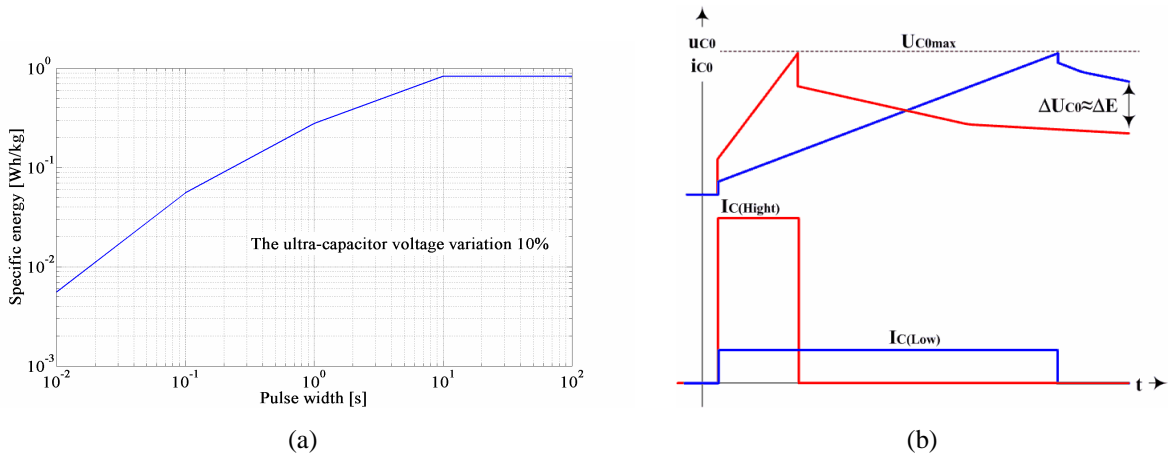 10^0
10^-1
10^-2
10^-3
Specific energy [Wh/kg]
The ultra-capacitor voltage variation 10%
10^-2 10^-1 10^0 10^1 10^2
Pulse width [s]
(a)
uC0
iC0
UC0max
ΔUC0≈ΔE
IC(Hight)
IC(Low)
t
(b)